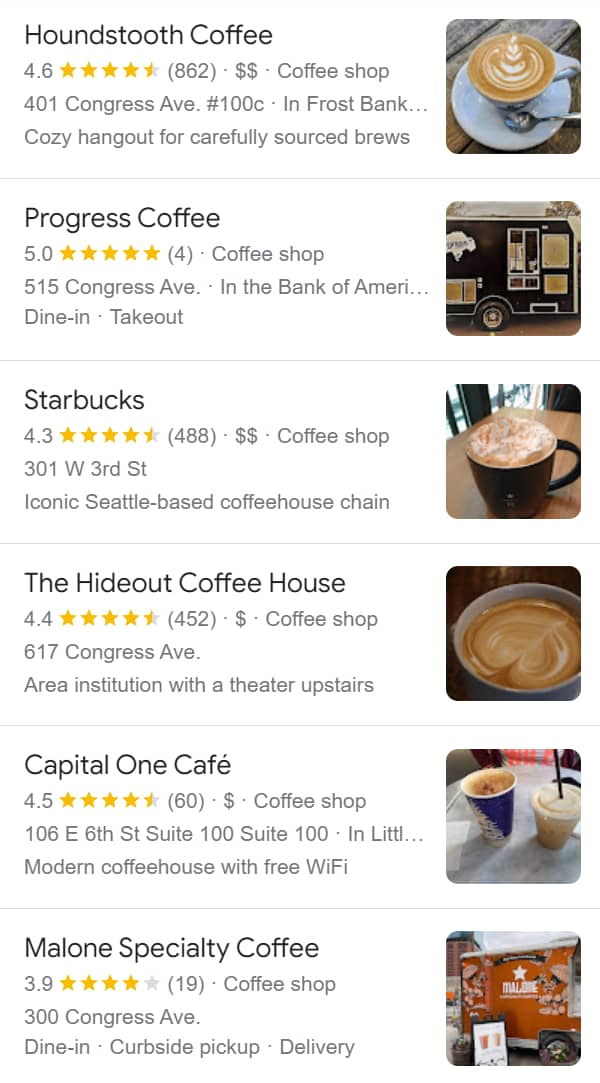 Houndstooth Coffee
4.6 ★★★★★ (862) · $$ · Coffee shop
401 Congress Ave. #100c · In Frost Bank…
Cozy hangout for carefully sourced brews
Progress Coffee
5.0 ★★★★★ (4) · Coffee shop
515 Congress Ave. · In the Bank of Ameri…
Dine-in · Takeout
Starbucks
4.3 ★★★★★ (488) · $$ · Coffee shop
301 W 3rd St
Iconic Seattle-based coffeehouse chain
The Hideout Coffee House
4.4 ★★★★★ (452) · $ · Coffee shop
617 Congress Ave.
Area institution with a theater upstairs
Capital One Café
4.5 ★★★★★ (60) · $ · Coffee shop
106 E 6th St Suite 100 Suite 100 · In Littl…
Modern coffeehouse with free WiFi
Malone Specialty Coffee
3.9 ★★★★★ (19) · Coffee shop
MALONE
300 Congress Ave.
Dine-in · Curbside pickup · Delivery